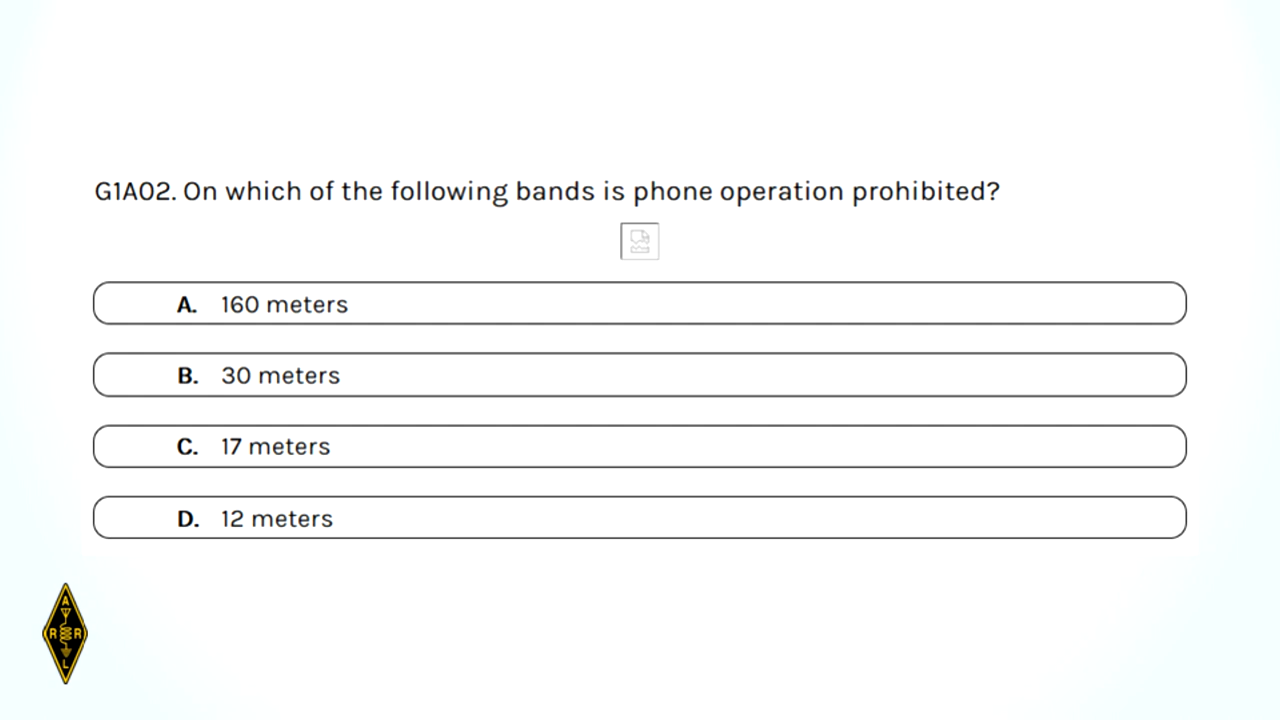 G1A02. On which of the following bands is phone operation prohibited?
A. 160 meters
B. 30 meters
C. 17 meters
D. 12 meters
A
R R
L